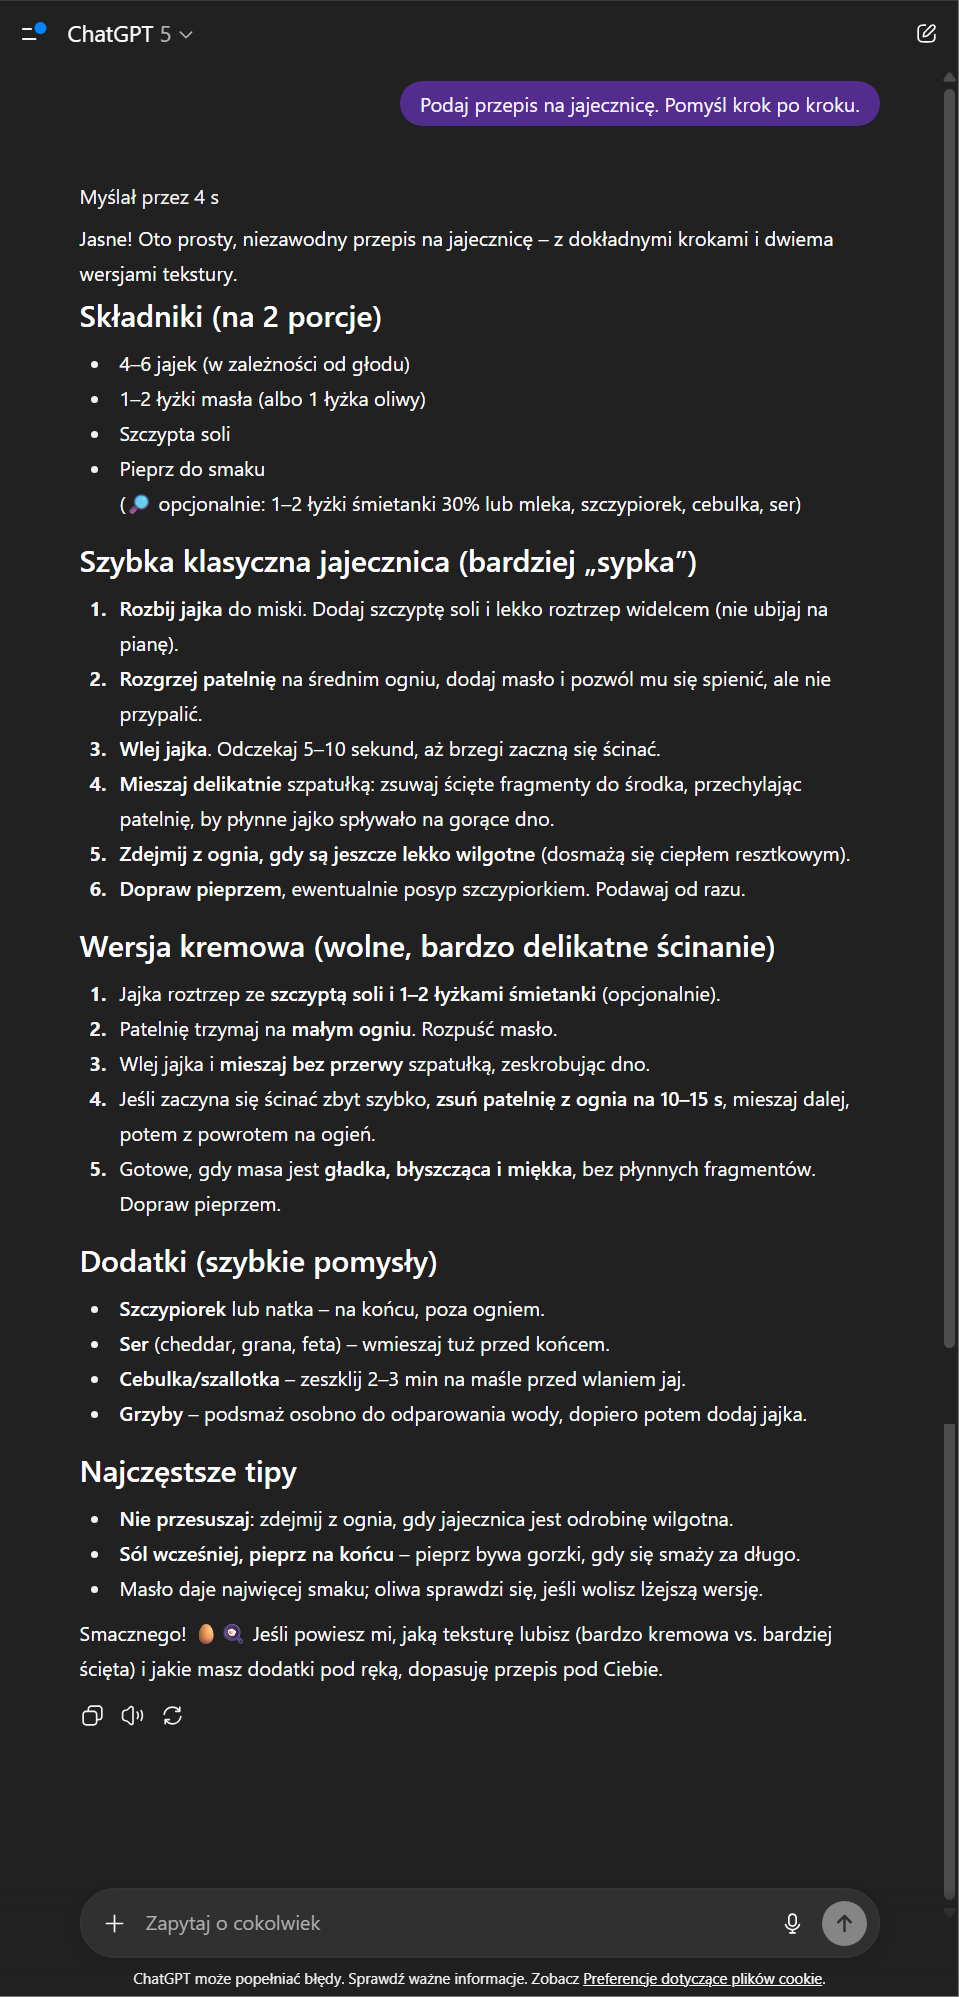 ChatGPT 5
Podaj przepis na jajecznicę. Pomyśl krok po kroku.
Myślał przez 4 s
Jasne! Oto prosty, niezawodny przepis na jajecznicę – z dokładnymi krokami i dwiema
wersjami tekstury.
Składniki (na 2 porcje)
• 4–6 jajek (w zależności od głodu)
• 1–2 łyżki masła (albo 1 łyżka oliwy)
• Szczypta soli
• Pieprz do smaku
(🔎 opcjonalnie: 1–2 łyżki śmietanki 30% lub mleka, szczypiorek, cebulka, ser)
Szybka klasyczna jajecznica (bardziej „sypka”)
1. Rozbij jajka do miski. Dodaj szczyptę soli i lekko roztrzep widelcem (nie ubijaj na
pianę).
2. Rozgrzej patelnię na średnim ogniu, dodaj masło i pozwól mu się spienić, ale nie
przypalić.
3. Wlej jajka. Odczekaj 5–10 sekund, aż brzegi zaczną się ścinać.
4. Mieszaj delikatnie szpatułką: zsuwaj ścięte fragmenty do środka, przechylając
patelnię, by płynne jajko spływało na gorące dno.
5. Zdejmij z ognia, gdy są jeszcze lekko wilgotne (dosmażą się ciepłem resztkowym).
6. Dopraw pieprzem, ewentualnie posyp szczypiorkiem. Podawaj od razu.
Wersja kremowa (wolne, bardzo delikatne ścinanie)
1. Jajka roztrzep ze szczyptą soli i 1–2 łyżkami śmietanki (opcjonalnie).
2. Patelnię trzymaj na małym ogniu. Rozpuść masło.
3. Wlej jajka i mieszaj bez przerwy szpatułką, zeskrobując dno.
4. Jeśli zaczyna się ścinać zbyt szybko, zsuń patelnię z ognia na 10–15 s, mieszaj dalej,
potem z powrotem na ogień.
5. Gotowe, gdy masa jest gładka, błyszcząca i miękka, bez płynnych fragmentów.
Dopraw pieprzem.
Dodatki (szybkie pomysły)
• Szczypiorek lub natka – na końcu, poza ogniem.
• Ser (cheddar, grana, feta) – wmieszaj tuż przed końcem.
• Cebulka/szallotka – zeszklij 2–3 min na maśle przed wlaniem jaj.
• Grzyby – podsmaż osobno do odparowania wody, dopiero potem dodaj jajka.
Najczęstsze tipy
• Nie przesuszaj: zdejmij z ognia, gdy jajecznica jest odrobinę wilgotna.
• Sól wcześniej, pieprz na końcu – pieprz bywa gorzki, gdy się smaży za długo.
• Masło daje najwięcej smaku; oliwa sprawdzi się, jeśli wolisz lżejszą wersję.
Smacznego! 🥚🍳 Jeśli powiesz mi, jaką teksturę lubisz (bardzo kremowa vs. bardziej
ścięta) i jakie masz dodatki pod ręką, dopasuję przepis pod Ciebie.
Zapytaj o cokolwiek
ChatGPT może popełniać błędy. Sprawdź ważne informacje. Zobacz Preferencje dotyczące plików cookie.